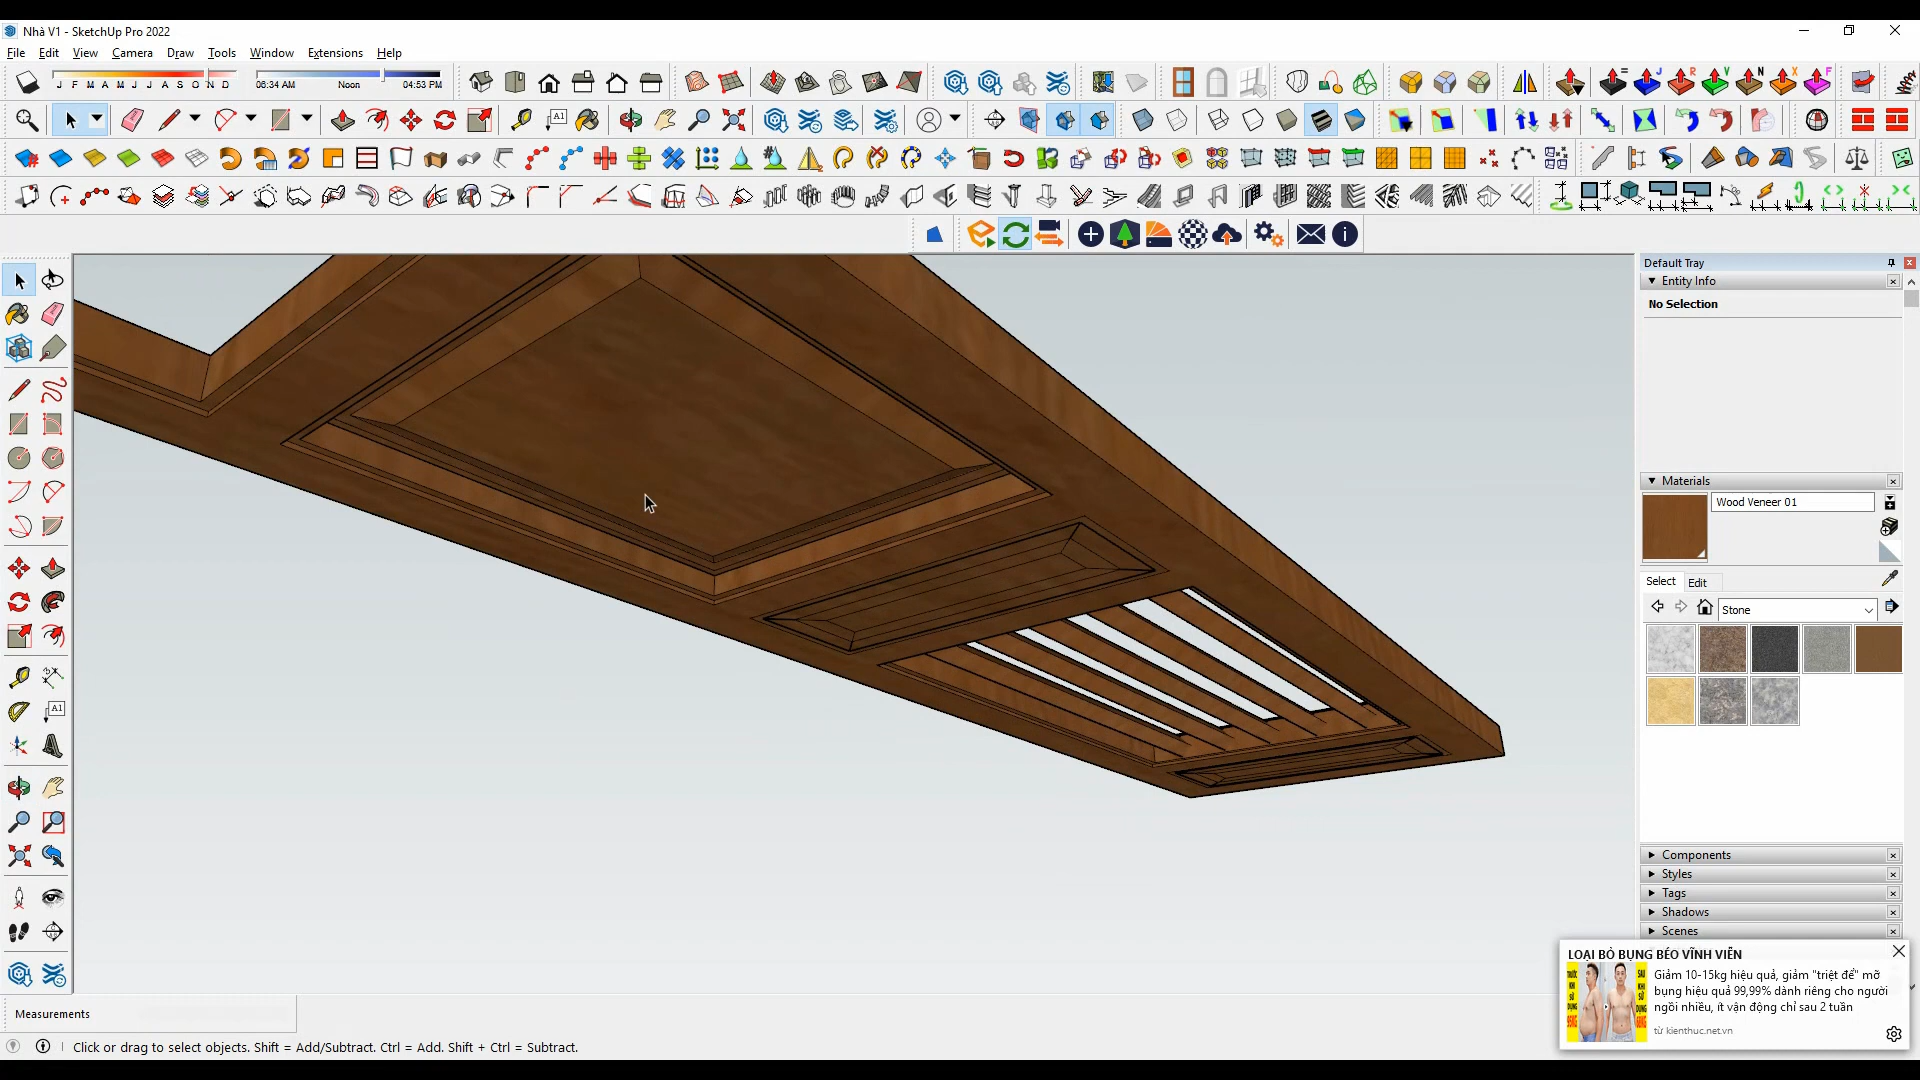 Nhà V1 - SketchUp Pro 2022
File Edit View Camera Draw Tools Window Extensions Help
J F M A M J J A S O N D
06:34 AM Noon 04:53 PM
A1
Default Tray
Entity Info
No Selection
Materials
Wood Veneer 01
Select Edit
Stone
A1
Components
Styles
Tags
Shadows
Scenes
LOẠI BỎ BỤNG BÉO VĨNH VIỄN
Giảm 10-15kg hiệu quả, giảm "triệt để" mỡ
bụng hiệu quả 99,99% dành riêng cho người
ngồi nhiều, ít vận động chỉ sau 2 tuần
từ kienthuc.net.vn
Measurements
Click or drag to select objects. Shift = Add/Subtract. Ctrl = Add. Shift + Ctrl = Subtract.